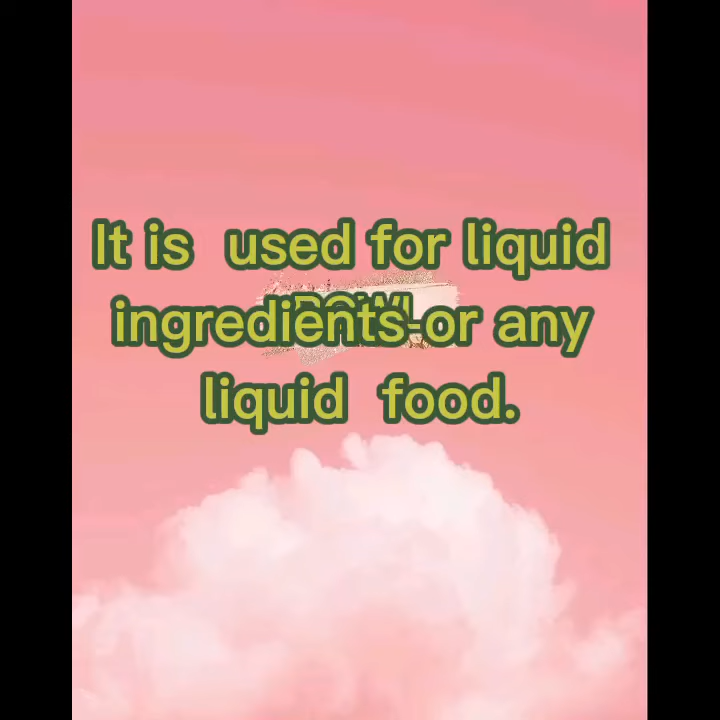 It is used for liquid
ingredients or any
liquid food.